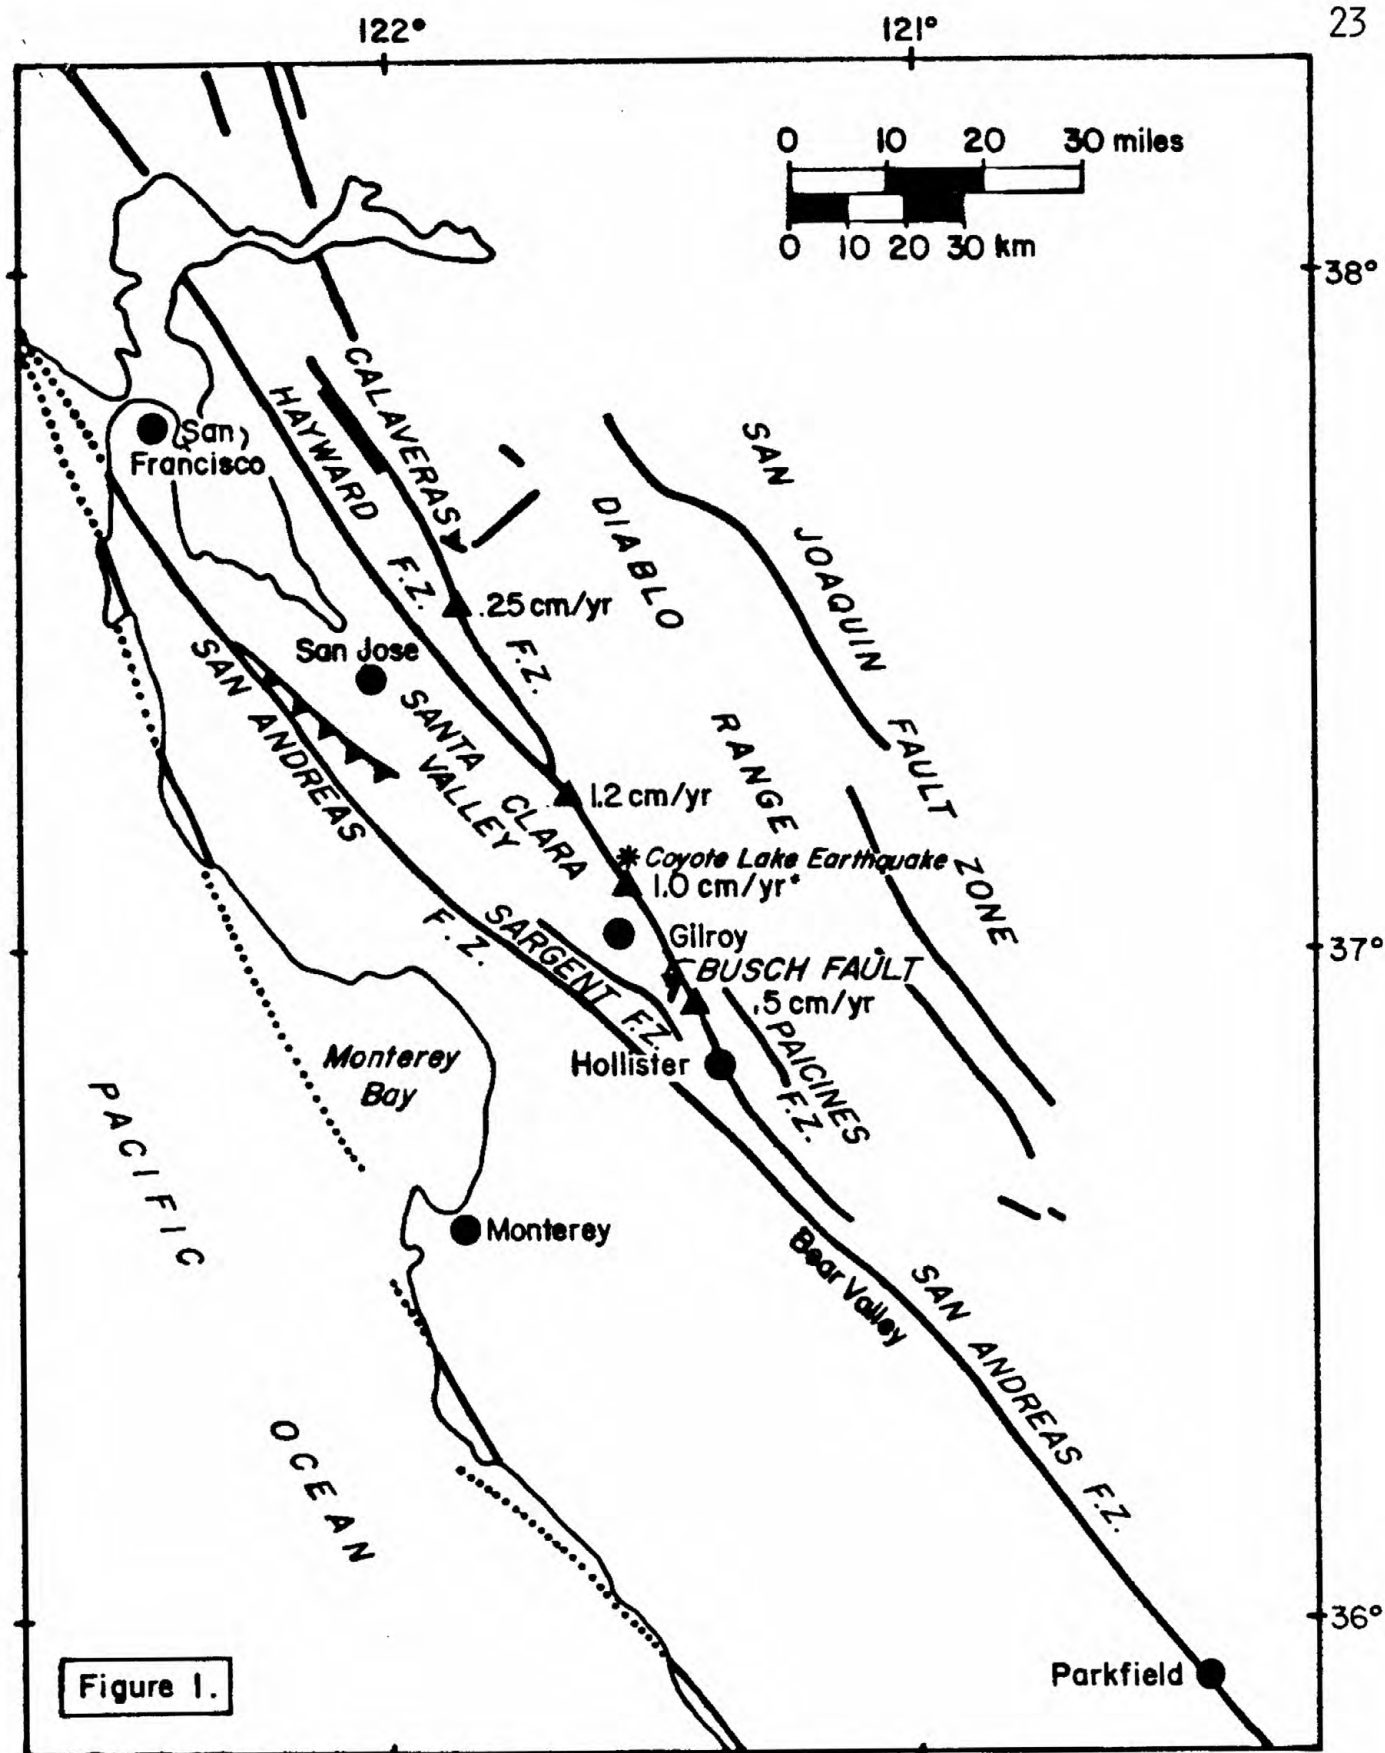 23
122°
121°
0 10 20 30 miles
0 10 20 30 km
38°
37°
36°
San
Francisco
HAYWARD F.Z.
CALAVERAS F.Z.
.25 cm/yr
DIABLO RANGE
SAN JOAQUIN FAULT ZONE
San Jose
SAN ANDREAS F.Z.
SANTA CLARA
VALLEY
1.2 cm/yr
Coyote Lake Earthquake
1.0 cm/yr*
Gilroy
SARGENT F.Z.
BUSCH FAULT
.5 cm/yr
PAICINES
F.Z.
Hollister
Monterey
Bay
PACIFIC OCEAN
Monterey
Bear Valley
SAN ANDREAS F.Z.
Parkfield
Figure 1.